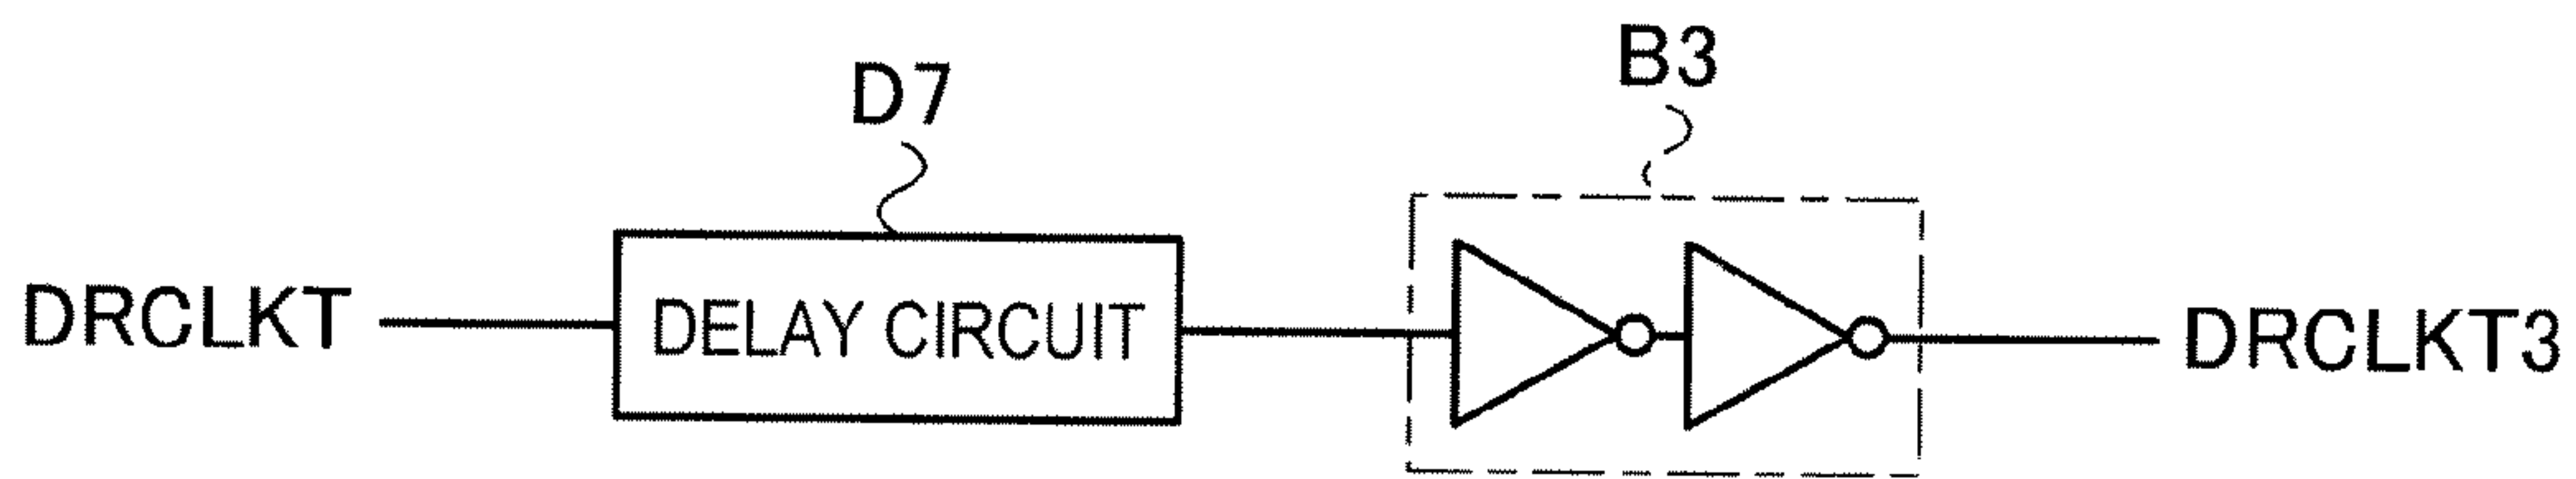 B3
D7
DRCLKT
DELAY CIRCUIT
DRCLKT3